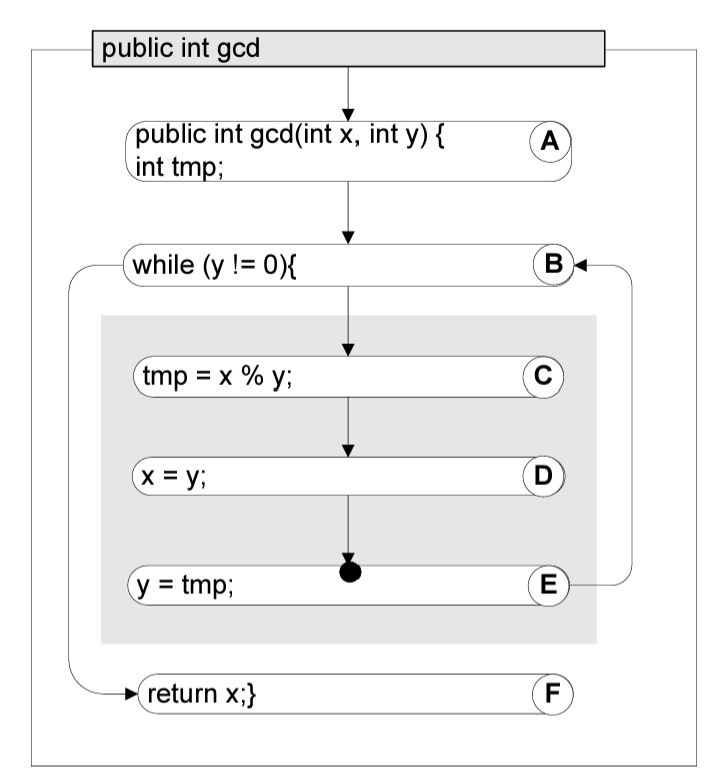 public int gcd
public int gcd(int x, int y) { A
int tmp;
while (y != 0){ B
tmp = x % y; C
x = y; D
y = tmp; E
return x;} F